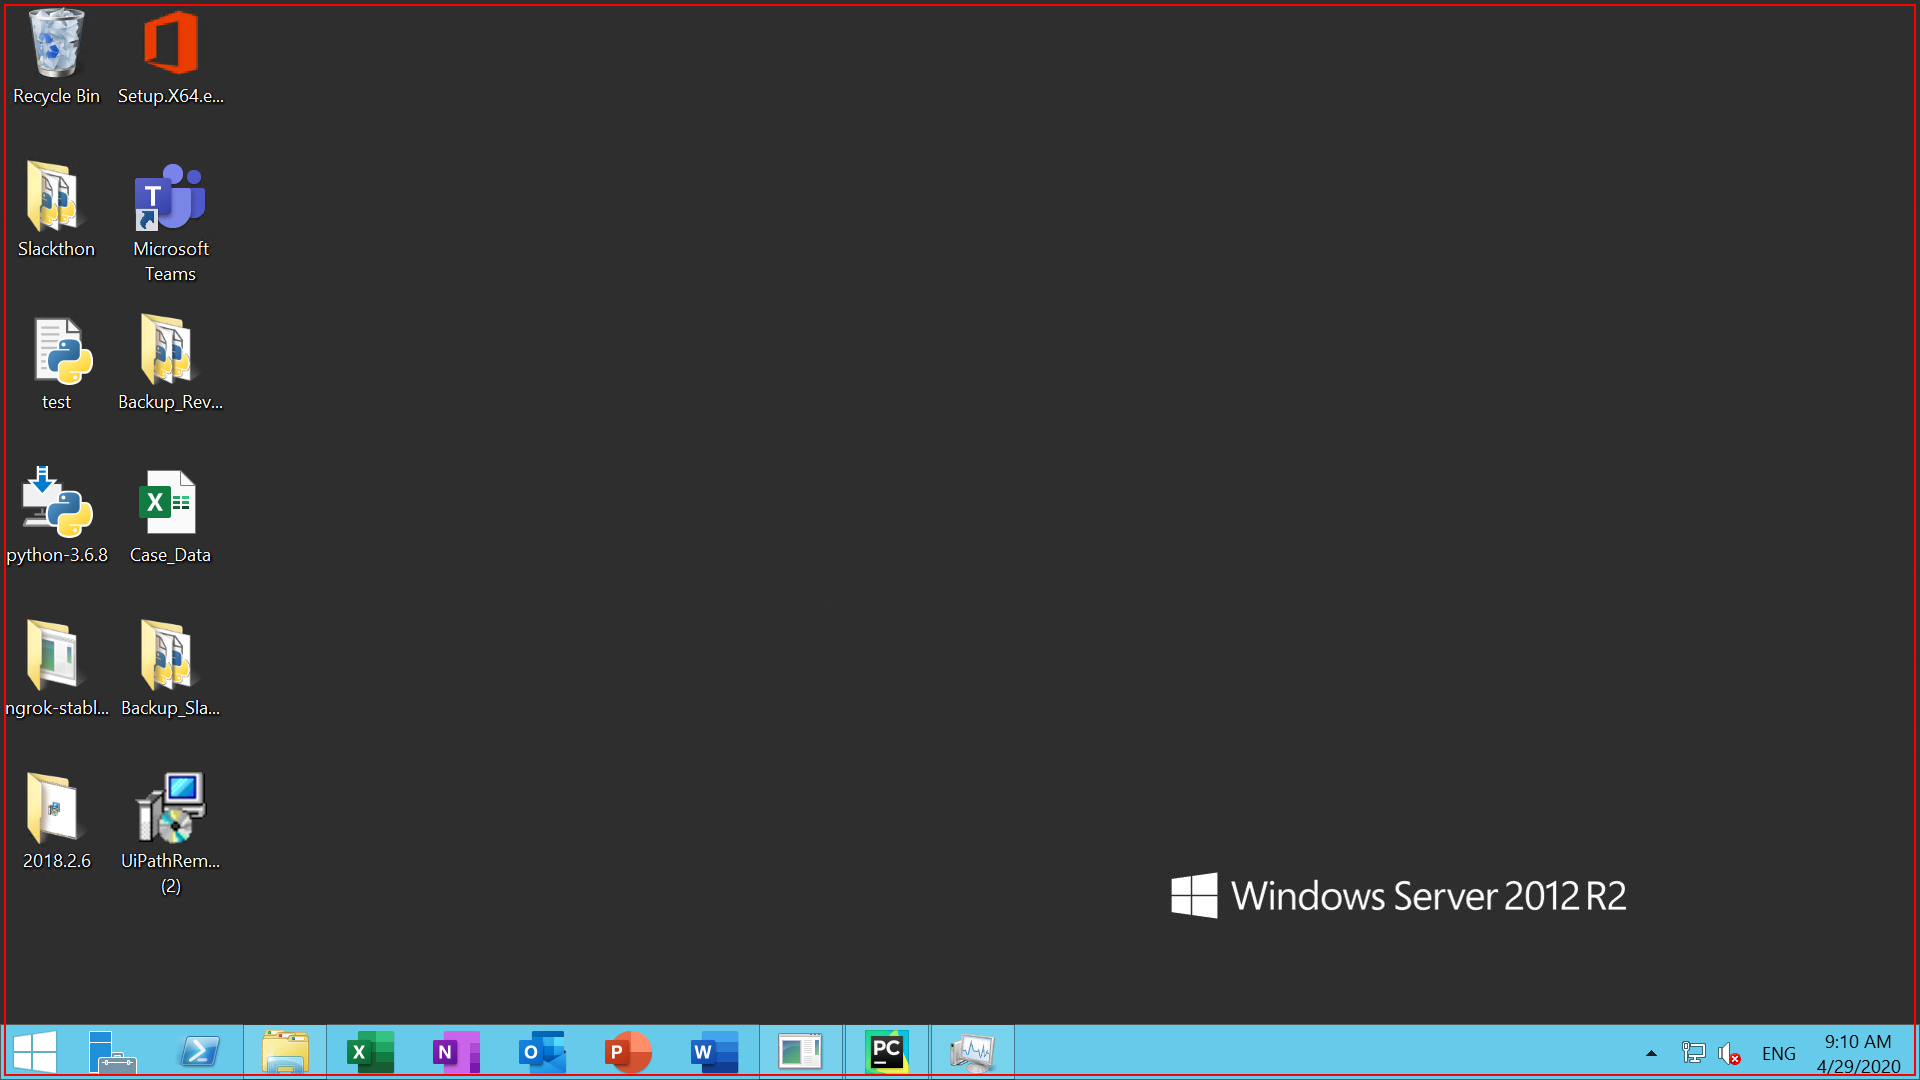 Recycle Bin
Setup.X64.e...
Slackthon
Microsoft
Teams
T
test
Backup_Rev...
python-3.6.8
X
Case_Data
ngrok-stabl...
Backup_Sla...
2018.2.6
UiPathRem...
(2)
Windows Server 2012 R2
X
N
O
P
W
PC
ENG
9:10 AM
4/29/2020